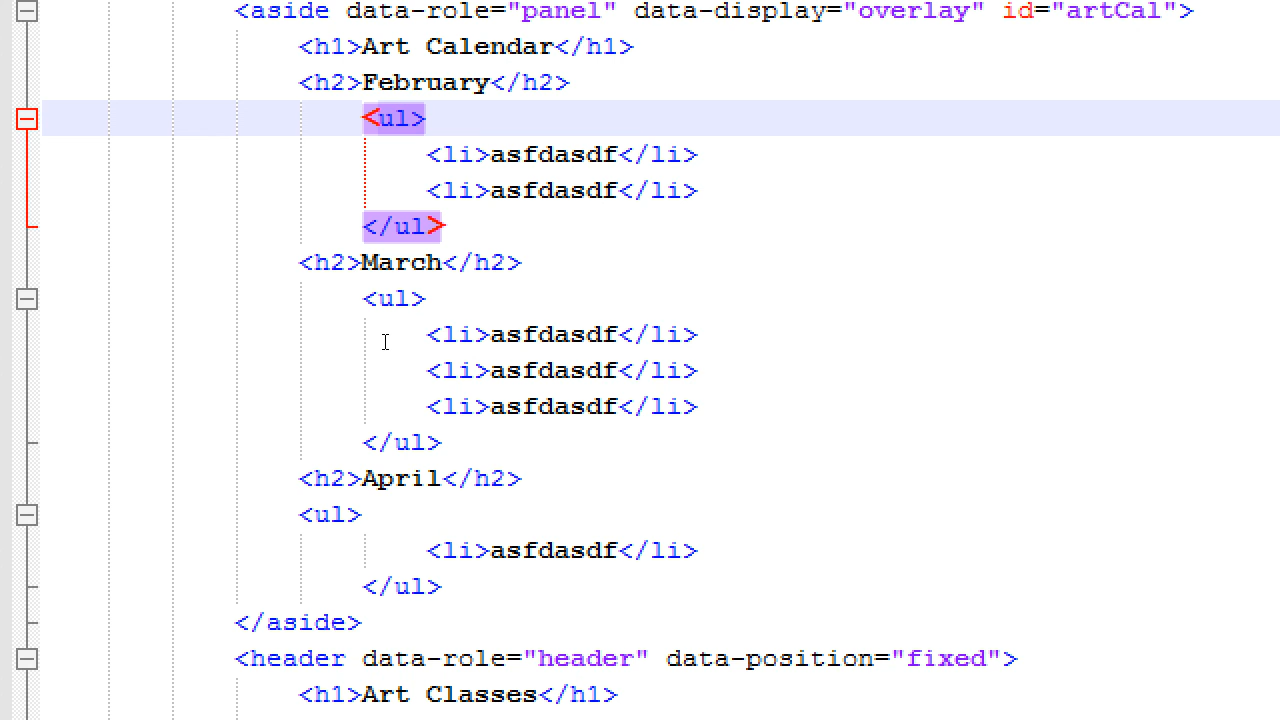 <aside data-role="panel" data-display="overlay" id="artCal">
<h1>Art Calendar</h1>
<h2>February</h2>
<ul>
<li>asfdasdf</li>
<li>asfdasdf</li>
</ul>
<h2>March</h2>
<ul>
<li>asfdasdf</li>
<li>asfdasdf</li>
<li>asfdasdf</li>
</ul>
<h2>April</h2>
<ul>
<li>asfdasdf</li>
</ul>
</aside>
<header data-role="header" data-position="fixed">
<h1>Art Classes</h1>